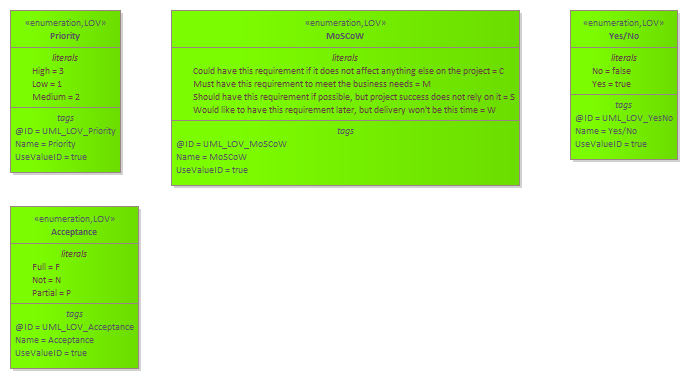 «enumeration,LOV»
Priority
literals
High = 3
Low = 1
Medium = 2
tags
@ID = UML_LOV_Priority
Name = Priority
UseValueID = true
«enumeration,LOV»
MoSCoW
literals
Could have this requirement if it does not affect anything else on the project = C
Must have this requirement to meet the business needs = M
Should have this requirement if possible, but project success does not rely on it = S
Would like to have this requirement later, but delivery won't be this time = W
tags
@ID = UML_LOV_MoSCoW
Name = MoSCoW
UseValueID = true
«enumeration,LOV»
Yes/No
literals
No = false
Yes = true
tags
@ID = UML_LOV_YesNo
Name = Yes/No
UseValueID = true
«enumeration,LOV»
Acceptance
literals
Full = F
Not = N
Partial = P
tags
@ID = UML_LOV_Acceptance
Name = Acceptance
UseValueID = true